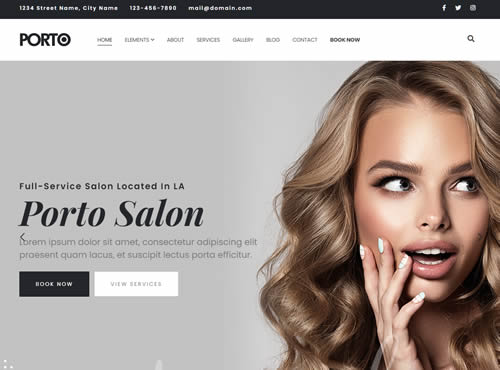 1234 Street Name, City Name 123-456-7890 mail@domain.com
PORTO
HOME ELEMENTS ABOUT SERVICES GALLERY BLOG CONTACT BOOK NOW
Full-Service Salon Located In LA
Porto Salon
Lorem ipsum dolor sit amet, consectetur adipiscing elit
praesent quam lacus, et suscipit lectus porta efficitur.
BOOK NOW VIEW SERVICES